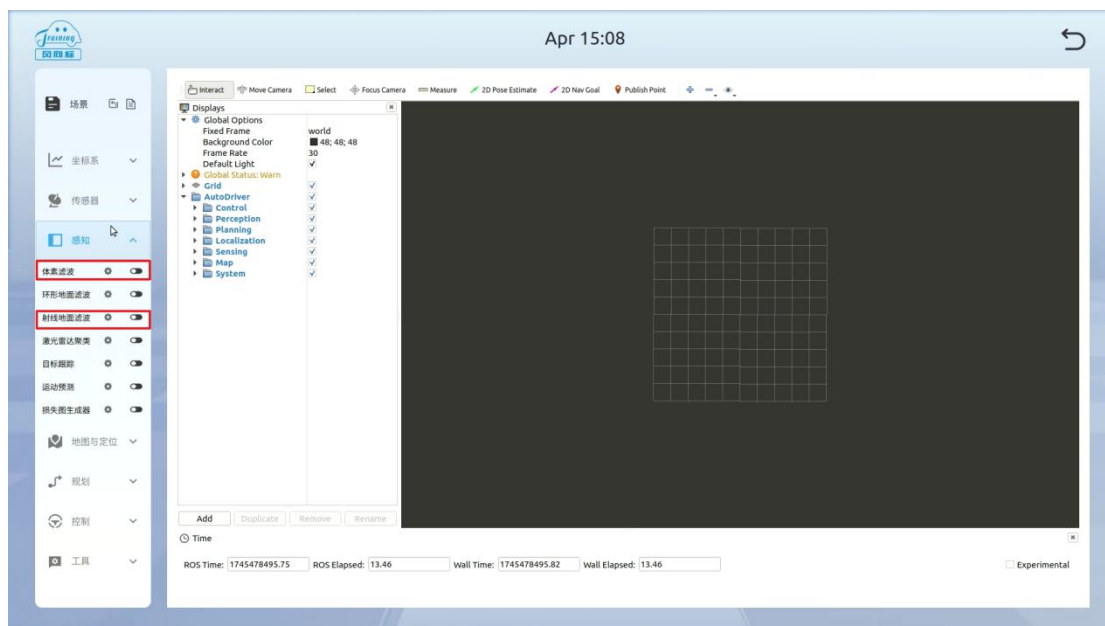 Training
风向标
Apr 15:08
场景
坐标系
传感器
感知
体素滤波
环形地面滤波
射线地面滤波
激光雷达聚类
目标跟踪
运动预测
损失图生成器
地图与定位
规划
控制
工具
Interact Move Camera Select Focus Camera Measure 2D Pose Estimate 2D Nav Goal Publish Point
Displays
Global Options
Fixed Frame world
Background Color 48; 48; 48
Frame Rate 30
Default Light
Global Status: Warn
Grid
AutoDriver
Control
Perception
Planning
Localization
Sensing
Map
System
Add Duplicate Remove Rename
Time
ROS Time: 1745478495.75 ROS Elapsed: 13.46 Wall Time: 1745478495.82 Wall Elapsed: 13.46 Experimental